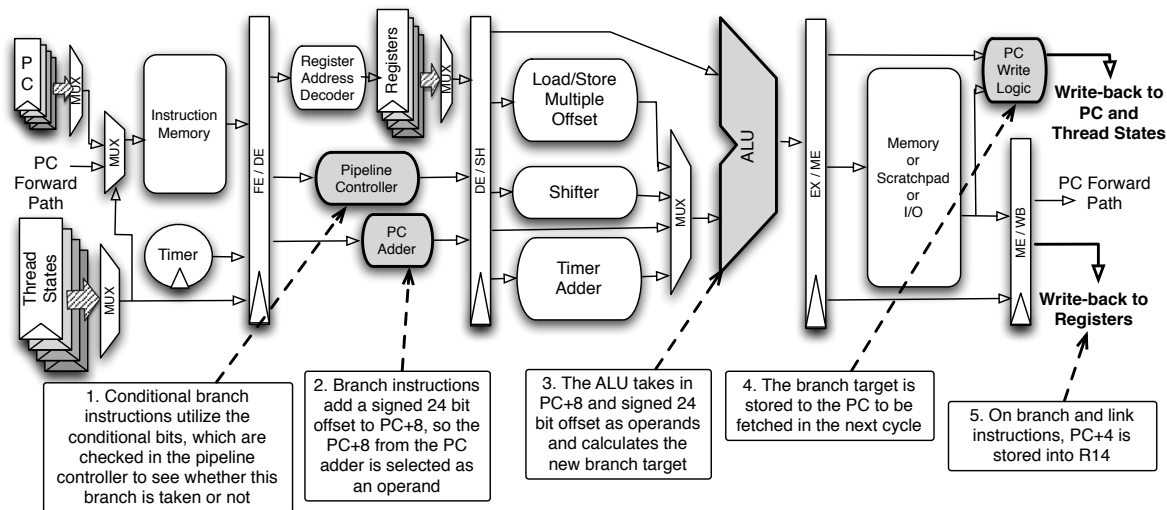 P
C
MUX
PC
Forward
Path
MUX
Thread
States
MUX
Instruction
Memory
Timer
FE / DE
Register
Address
Decoder
Registers
MUX
Pipeline
Controller
PC
Adder
DE / SH
Load/Store
Multiple
Offset
Shifter
Timer
Adder
MUX
ALU
EX / ME
Memory
or
Scratchpad
or
I/O
PC
Write
Logic
Write-back to
PC and
Thread States
ME / WB
PC Forward
Path
Write-back to
Registers
1. Conditional branch
instructions utilize the
conditional bits, which are
checked in the pipeline
controller to see whether this
branch is taken or not
2. Branch instructions
add a signed 24 bit
offset to PC+8, so the
PC+8 from the PC
adder is selected as
an operand
3. The ALU takes in
PC+8 and signed 24
bit offset as operands
and calculates the
new branch target
4. The branch target is
stored to the PC to be
fetched in the next cycle
5. On branch and link
instructions, PC+4 is
stored into R14